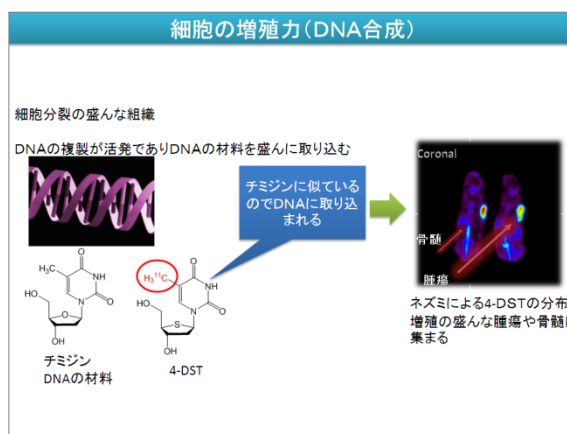 細胞の増殖力(DNA合成)
細胞分裂の盛んな組織
DNAの複製が活発でありDNAの材料を盛んに取り込む
チミジンに似ている
のでDNAに取り込
まれる
Coronal
骨髄
腫瘍
H₃C
O
NH
N
O
HO
O
OH
チミジン
DNAの材料
H₃¹¹C
O
NH
N
O
HO
S
OH
4-DST
ネズミによる4-DSTの分布
増殖の盛んな腫瘍や骨髄に
集まる